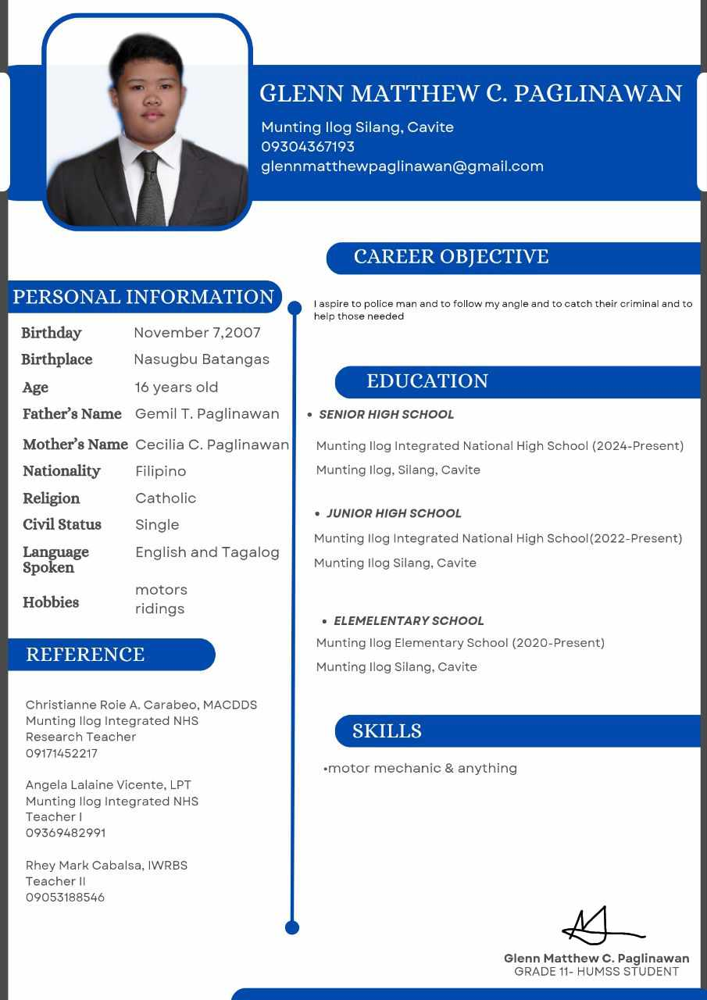 GLENN MATTHEW C. PAGLINAWAN
Munting Ilog Silang, Cavite
09304367193
glennmatthewpaglinawan@gmail.com
PERSONAL INFORMATION
Birthday November 7,2007
Birthplace Nasugbu Batangas
Age 16 years old
Father's Name Gemil T. Paglinawan
Mother's Name Cecilia C. Paglinawan
Nationality Filipino
Religion Catholic
Civil Status Single
Language English and Tagalog
Spoken
motors
Hobbies
ridings
REFERENCE
Christianne Roie A. Carabeo, MACDDS
Munting Ilog Integrated NHS
Research Teacher
09171452217
Angela Lalaine Vicente, LPT
Munting Ilog Integrated NHS
Teacher I
09369482991
Rhey Mark Cabalsa, IWRBS
Teacher II
09053188546
CAREER OBJECTIVE
I aspire to police man and to follow my angle and to catch their criminal and to
help those needed
EDUCATION
• SENIOR HIGH SCHOOL
Munting Ilog Integrated National High School (2024-Present)
Munting Ilog, Silang, Cavite
• JUNIOR HIGH SCHOOL
Munting Ilog Integrated National High School(2022-Present)
Munting Ilog Silang, Cavite
• ELEMELENTARY SCHOOL
Munting Ilog Elementary School (2020-Present)
Munting Ilog Silang, Cavite
SKILLS
•motor mechanic & anything
Glenn Matthew C. Paglinawan
GRADE 11- HUMSS STUDENT